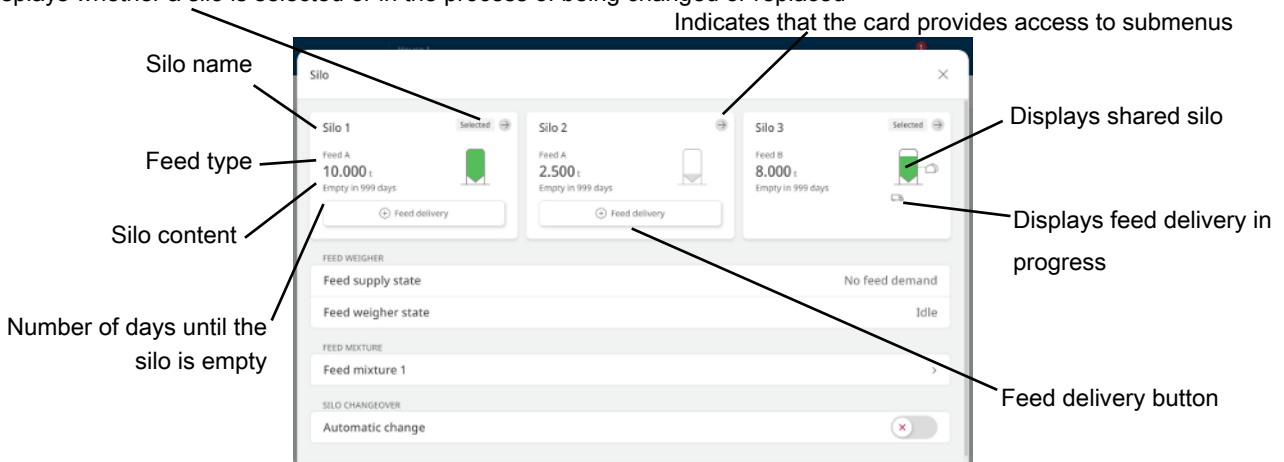 plays whether a silo is selected or in the process of being changed or replaced
Indicates that the card provides access to submenus
Silo name
Feed type
Silo content
Number of days until the
silo is empty
House 1
1
Silo
Silo 1
Selected
Feed A
10.000 t
Empty in 999 days
Feed delivery
Silo 2
Feed A
2.500 t
Empty in 999 days
Feed delivery
Silo 3
Selected
Feed B
8.000 t
Empty in 999 days
Displays shared silo
Displays feed delivery in
progress
FEED WEIGHER
Feed supply state No feed demand
Feed weigher state Idle
FEED MIXTURE
Feed mixture 1
SILO CHANGEOVER
Automatic change
Feed delivery button